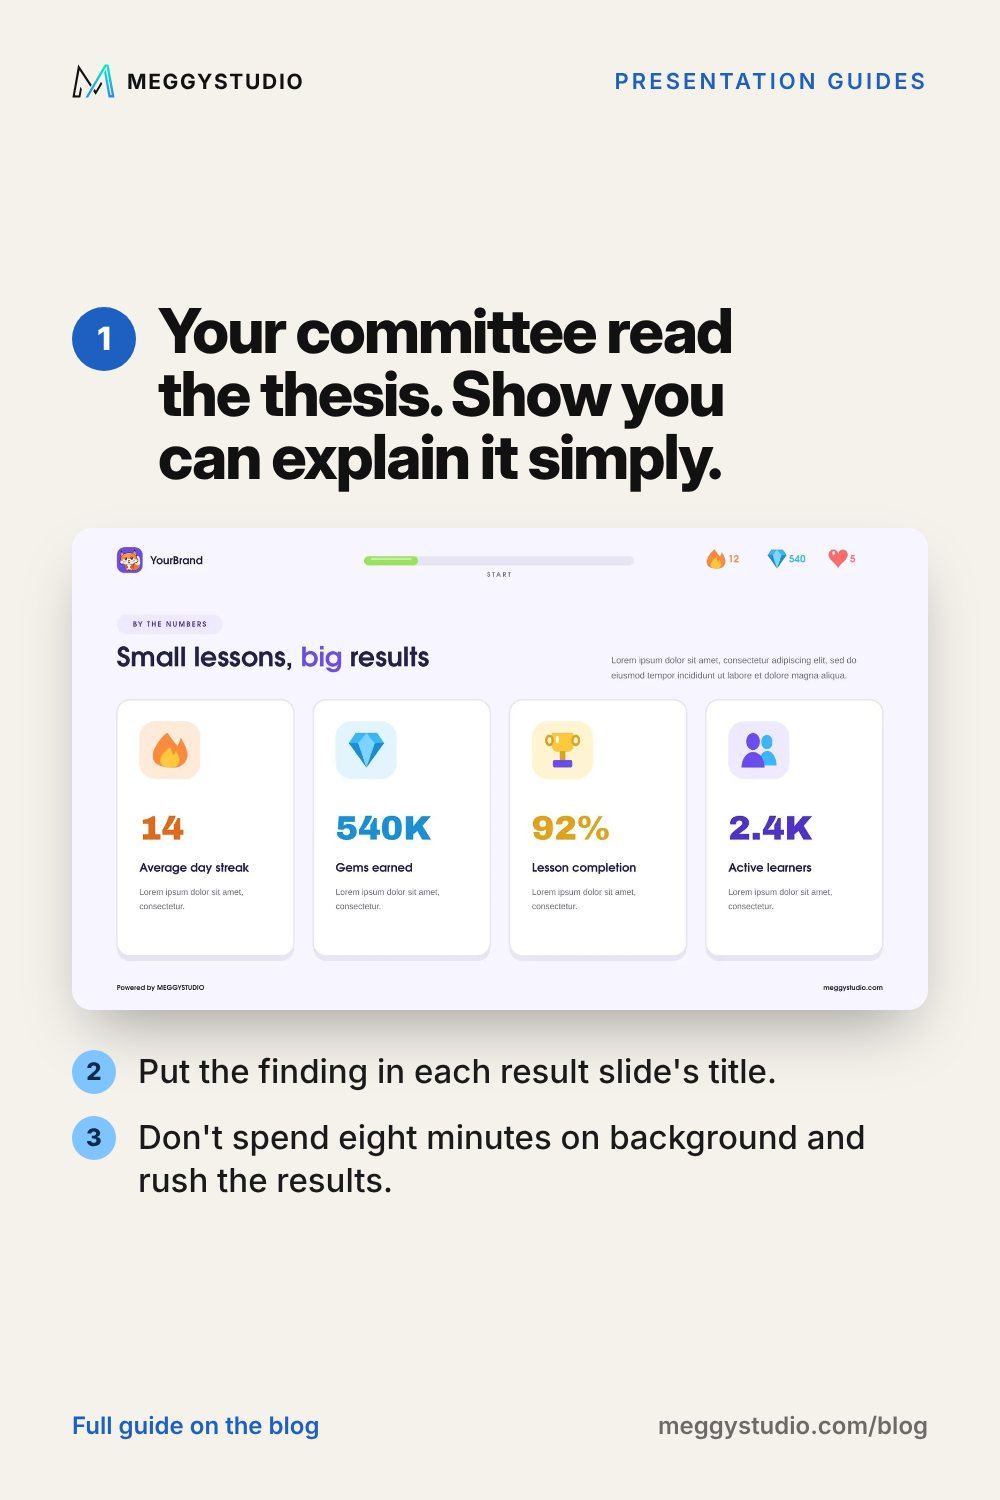 MEGGYSTUDIO
PRESENTATION GUIDES
1
Your committee read
the thesis. Show you
can explain it simply.
YourBrand
START
12
540
5
BY THE NUMBERS
Small lessons, big results
Lorem ipsum dolor sit amet, consectetur adipiscing elit, sed do
eiusmod tempor incididunt ut labore et dolore magna aliqua.
14
Average day streak
Lorem ipsum dolor sit amet,
consectetur.
540K
Gems earned
Lorem ipsum dolor sit amet,
consectetur.
92%
Lesson completion
Lorem ipsum dolor sit amet,
consectetur.
2.4K
Active learners
Lorem ipsum dolor sit amet,
consectetur.
Powered by MEGGYSTUDIO
meggystudio.com
2
Put the finding in each result slide's title.
3
Don't spend eight minutes on background and
rush the results.
Full guide on the blog
meggystudio.com/blog